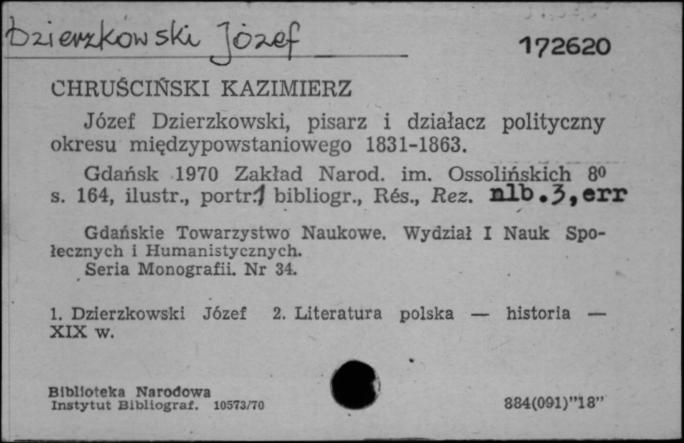 Dzierzkowski Józef
172620
CHRUŚCIŃSKI KAZIMIERZ
Józef Dzierzkowski, pisarz i działacz polityczny
okresu międzypowstaniowego 1831-1863.
Gdańsk 1970 Zakład Narod. im. Ossolińskich 8⁰
s. 164, ilustr., portr. 1 bibliogr., Rés., Rez. nlb.3, err
Gdańskie Towarzystwo Naukowe. Wydział I Nauk Spo-
łecznych i Humanistycznych.
Seria Monografii. Nr 34.
1. Dzierzkowski Józef 2. Literatura polska — historia —
XIX w.
Biblioteka Narodowa
Instytut Bibliograf. 10573/70
884(091)"18"